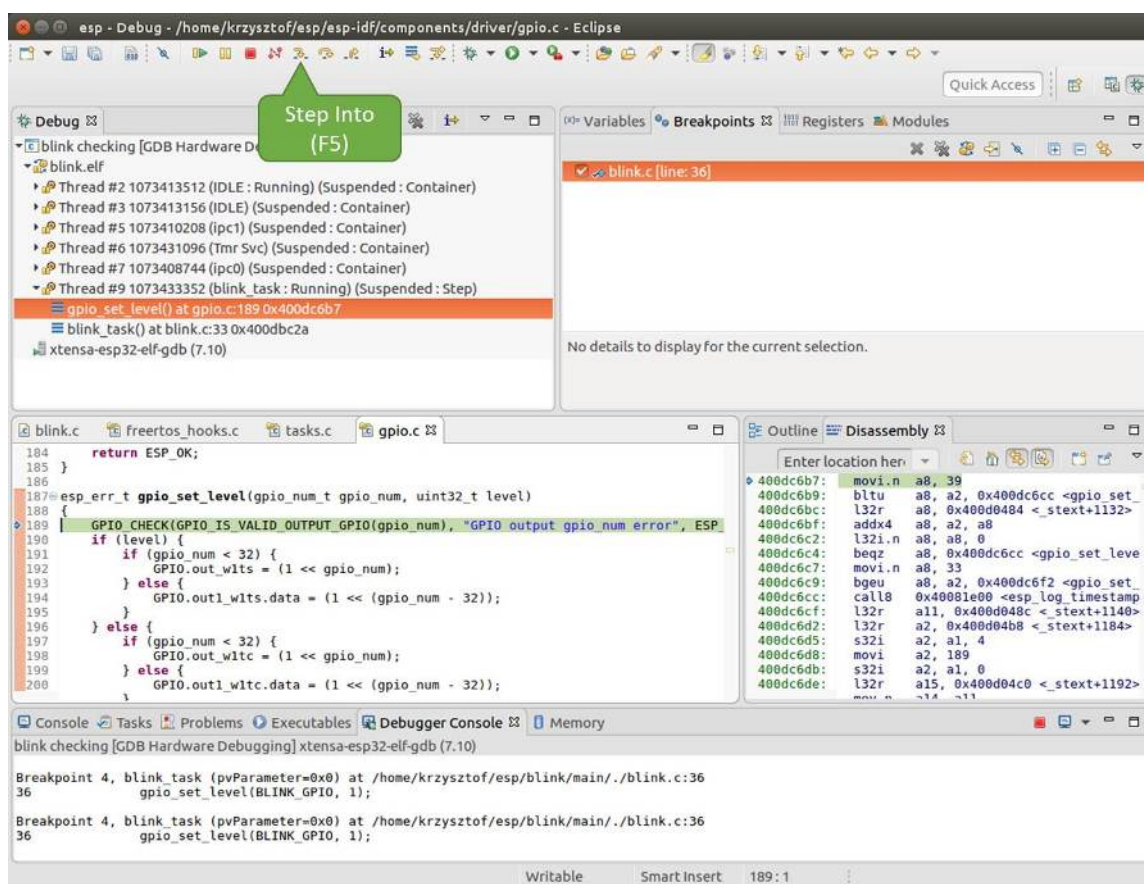 esp - Debug - /home/krzysztof/esp/esp-idf/components/driver/gpio.c - Eclipse
Quick Access
Step Into
(F5)
Debug
blink checking [GDB Hardware De
blink.elf
Thread #2 1073413512 (IDLE : Running) (Suspended : Container)
Thread #3 1073413156 (IDLE) (Suspended : Container)
Thread #5 1073410208 (ipc1) (Suspended : Container)
Thread #6 1073431096 (Tmr Svc) (Suspended : Container)
Thread #7 1073408744 (ipc0) (Suspended : Container)
Thread #9 1073433352 (blink_task : Running) (Suspended : Step)
gpio_set_level() at gpio.c:189 0x400dc6b7
blink_task() at blink.c:33 0x400dbc2a
xtensa-esp32-elf-gdb (7.10)
Variables Breakpoints Registers Modules
blink.c [line: 36]
No details to display for the current selection.
blink.c freertos_hooks.c tasks.c gpio.c
184 return ESP_OK;
185 }
186
187 esp_err_t gpio_set_level(gpio_num_t gpio_num, uint32_t level)
188 {
189 GPIO_CHECK(GPIO_IS_VALID_OUTPUT_GPIO(gpio_num), "GPIO output gpio_num error", ESP_
190 if (level) {
191 if (gpio_num < 32) {
192 GPIO.out_w1ts = (1 << gpio_num);
193 } else {
194 GPIO.out1_w1ts.data = (1 << (gpio_num - 32));
195 }
196 } else {
197 if (gpio_num < 32) {
198 GPIO.out_w1tc = (1 << gpio_num);
199 } else {
200 GPIO.out1_w1tc.data = (1 << (gpio_num - 32));
Outline Disassembly
Enter location her
400dc6b7: movi.n a8, 39
400dc6b9: bltu a8, a2, 0x400dc6cc <gpio_set_
400dc6bc: l32r a8, 0x400d0484 <_stext+1132>
400dc6bf: addx4 a8, a2, a8
400dc6c2: l32i.n a8, a8, 0
400dc6c4: beqz a8, 0x400dc6cc <gpio_set_leve
400dc6c7: movi.n a8, 33
400dc6c9: bgeu a8, a2, 0x400dc6f2 <gpio_set_
400dc6cc: call8 0x40081e00 <esp_log_timestamp
400dc6cf: l32r a11, 0x400d048c <_stext+1140>
400dc6d2: l32r a2, 0x400d04b8 <_stext+1184>
400dc6d5: s32i a2, a1, 4
400dc6d8: movi a2, 189
400dc6db: s32i a2, a1, 0
400dc6de: l32r a15, 0x400d04c0 <_stext+1192>
Console Tasks Problems Executables Debugger Console Memory
blink checking [GDB Hardware Debugging] xtensa-esp32-elf-gdb (7.10)
Breakpoint 4, blink_task (pvParameter=0x0) at /home/krzysztof/esp/blink/main/./blink.c:36
36 gpio_set_level(BLINK_GPIO, 1);
Breakpoint 4, blink_task (pvParameter=0x0) at /home/krzysztof/esp/blink/main/./blink.c:36
36 gpio_set_level(BLINK_GPIO, 1);
Writable Smart Insert 189 : 1